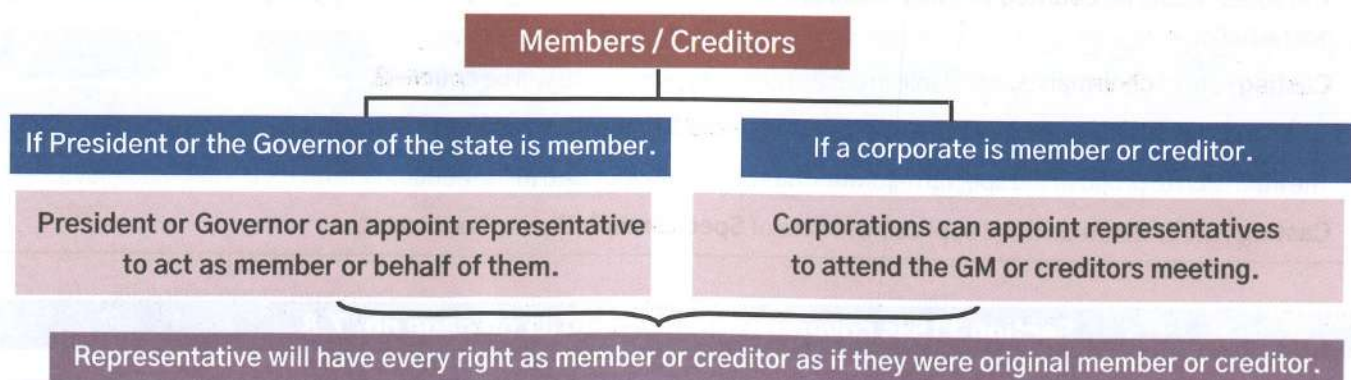 Members / Creditors
If President or the Governor of the state is member.
If a corporate is member or creditor.
President or Governor can appoint representative
to act as member or behalf of them.
Corporations can appoint representatives
to attend the GM or creditors meeting.
Representative will have every right as member or creditor as if they were original member or creditor.